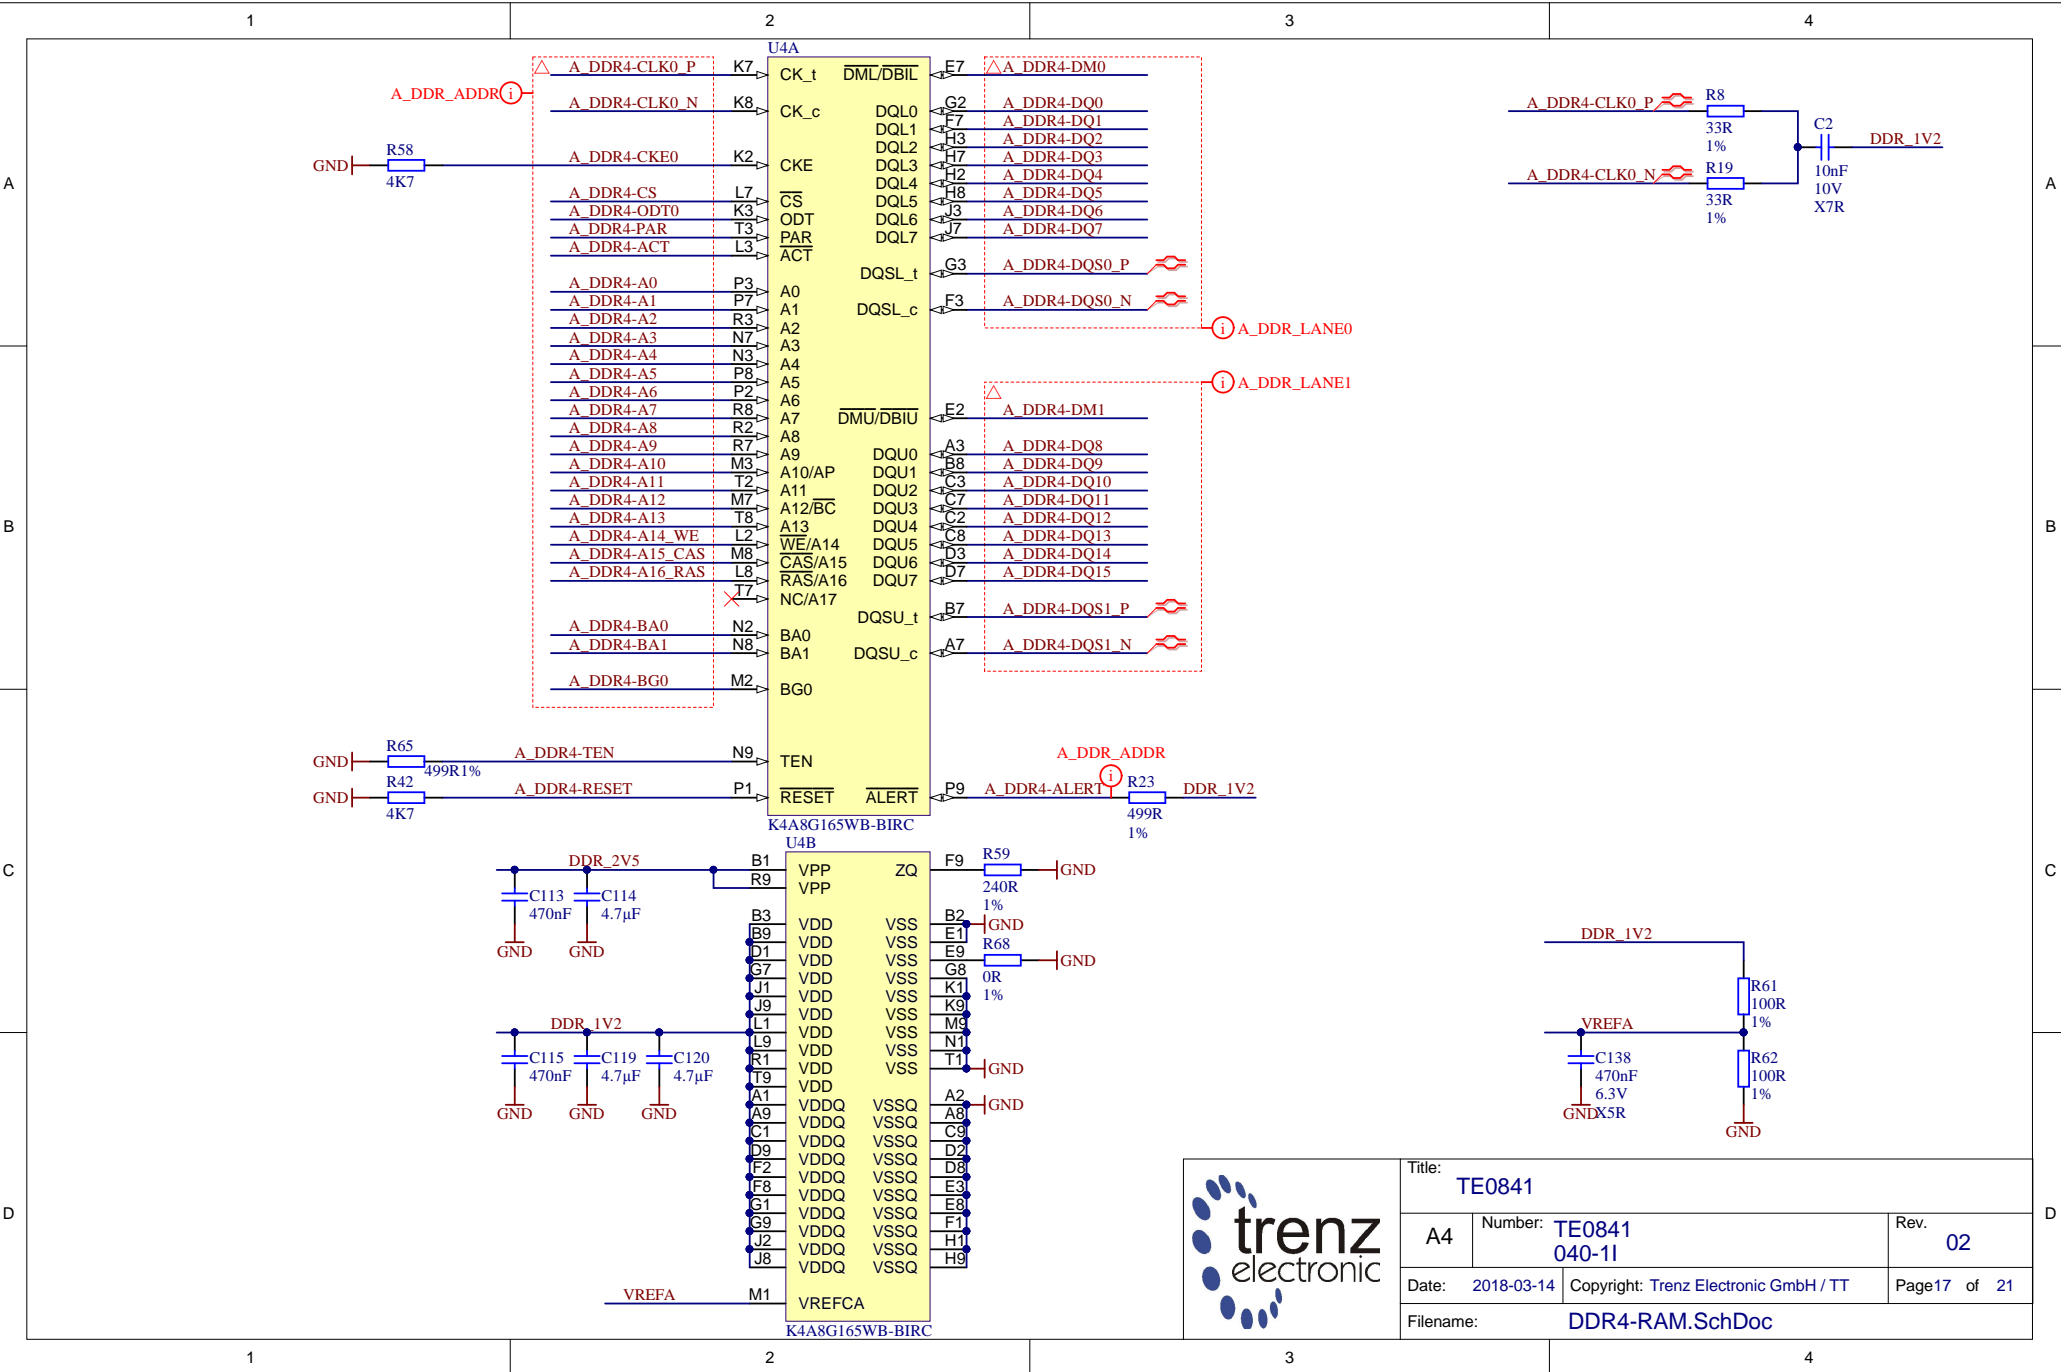 1 2 3 4
A A
B B
C C
D D
U4A
A_DDR_ADDR i
A_DDR4-CLK0_P K7 CK_t
A_DDR4-CLK0_N K8 CK_c
GND R58 4K7 A_DDR4-CKE0 K2 CKE
A_DDR4-CS L7 CS
A_DDR4-ODT0 K3 ODT
A_DDR4-PAR T3 PAR
A_DDR4-ACT L3 ACT
A_DDR4-A0 P3 A0
A_DDR4-A1 P7 A1
A_DDR4-A2 R3 A2
A_DDR4-A3 N7 A3
A_DDR4-A4 N3 A4
A_DDR4-A5 P8 A5
A_DDR4-A6 P2 A6
A_DDR4-A7 R8 A7
A_DDR4-A8 R2 A8
A_DDR4-A9 R7 A9
A_DDR4-A10 M3 A10/AP
A_DDR4-A11 T2 A11
A_DDR4-A12 M7 A12/BC
A_DDR4-A13 T8 A13
A_DDR4-A14_WE L2 WE/A14
A_DDR4-A15_CAS M8 CAS/A15
A_DDR4-A16_RAS L8 RAS/A16
T7 NC/A17
A_DDR4-BA0 N2 BA0
A_DDR4-BA1 N8 BA1
A_DDR4-BG0 M2 BG0
GND R65 499R1% A_DDR4-TEN N9 TEN
GND R42 4K7 A_DDR4-RESET P1 RESET
DML/DBIL E7 A_DDR4-DM0
DQL0 G2 A_DDR4-DQ0
DQL1 F7 A_DDR4-DQ1
DQL2 H3 A_DDR4-DQ2
DQL3 H7 A_DDR4-DQ3
DQL4 H2 A_DDR4-DQ4
DQL5 H8 A_DDR4-DQ5
DQL6 J3 A_DDR4-DQ6
DQL7 J7 A_DDR4-DQ7
DQSL_t G3 A_DDR4-DQS0_P
DQSL_c F3 A_DDR4-DQS0_N
i A_DDR_LANE0
i A_DDR_LANE1
DMU/DBIU E2 A_DDR4-DM1
DQU0 A3 A_DDR4-DQ8
DQU1 B8 A_DDR4-DQ9
DQU2 C3 A_DDR4-DQ10
DQU3 C7 A_DDR4-DQ11
DQU4 C2 A_DDR4-DQ12
DQU5 C8 A_DDR4-DQ13
DQU6 D3 A_DDR4-DQ14
DQU7 D7 A_DDR4-DQ15
DQSU_t B7 A_DDR4-DQS1_P
DQSU_c A7 A_DDR4-DQS1_N
A_DDR_ADDR
i
ALERT P9 A_DDR4-ALERT R23 DDR_1V2
499R
1%
K4A8G165WB-BIRC
A_DDR4-CLK0_P R8
33R
1%
A_DDR4-CLK0_N R19
33R
1%
C2 DDR_1V2
10nF
10V
X7R
U4B
DDR_2V5 B1 VPP
R9 VPP
C113 C114
470nF 4.7µF
GND GND
B3 VDD
B9 VDD
D1 VDD
G7 VDD
J1 VDD
J9 VDD
DDR_1V2 L1 VDD
L9 VDD
R1 VDD
T9 VDD
C115 C119 C120
470nF 4.7µF 4.7µF
GND GND GND
A1 VDDQ
A9 VDDQ
C1 VDDQ
D9 VDDQ
F2 VDDQ
F8 VDDQ
G1 VDDQ
G9 VDDQ
J2 VDDQ
J8 VDDQ
VREFA M1 VREFCA
ZQ F9 R59 GND
240R
1%
VSS B2 GND
VSS E1
VSS E9 R68 GND
0R
1%
VSS G8
VSS K1
VSS K9
VSS M9
VSS N1
VSS T1 GND
VSSQ A2 GND
VSSQ A8
VSSQ C9
VSSQ D2
VSSQ D8
VSSQ E3
VSSQ E8
VSSQ F1
VSSQ H1
VSSQ H9
K4A8G165WB-BIRC
DDR_1V2
R61
100R
1%
VREFA
C138
470nF
6.3V
X5R
GND
R62
100R
1%
GND
trenz
electronic
Title:
TE0841
A4 Number: TE0841
040-1I
Rev.
02
Date: 2018-03-14 Copyright: Trenz Electronic GmbH / TT Page17 of 21
Filename: DDR4-RAM.SchDoc
1 2 3 4